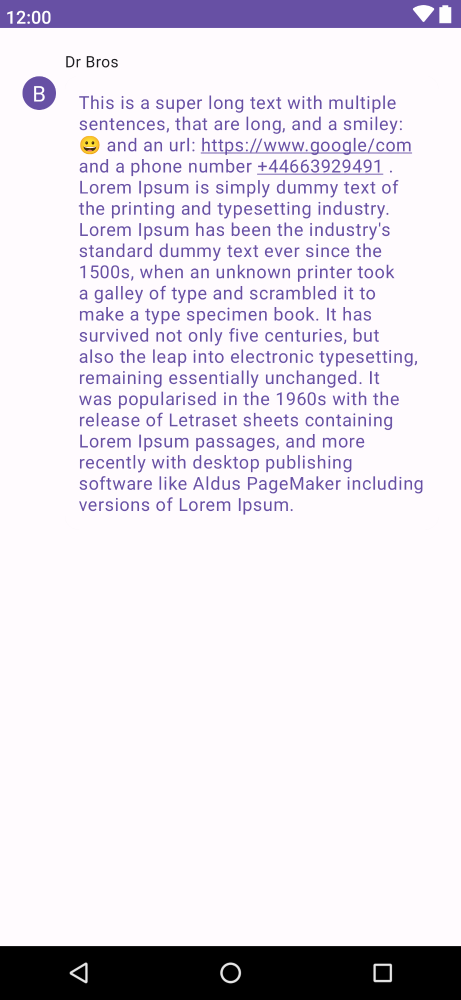 12:00
Dr Bros
B
This is a super long text with multiple
sentences, that are long, and a smiley:
😀 and an url: https://www.google/com
and a phone number +44663929491 .
Lorem Ipsum is simply dummy text of
the printing and typesetting industry.
Lorem Ipsum has been the industry's
standard dummy text ever since the
1500s, when an unknown printer took
a galley of type and scrambled it to
make a type specimen book. It has
survived not only five centuries, but
also the leap into electronic typesetting,
remaining essentially unchanged. It
was popularised in the 1960s with the
release of Letraset sheets containing
Lorem Ipsum passages, and more
recently with desktop publishing
software like Aldus PageMaker including
versions of Lorem Ipsum.